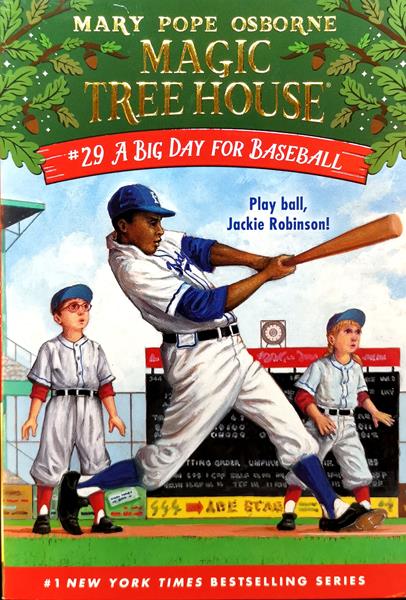 MARY POPE OSBORNE
MAGIC
TREE HOUSE®
#29 A BIG DAY FOR BASEBALL
Play ball,
Jackie Robinson!
B
#1 NEW YORK TIMES BESTSELLING SERIES